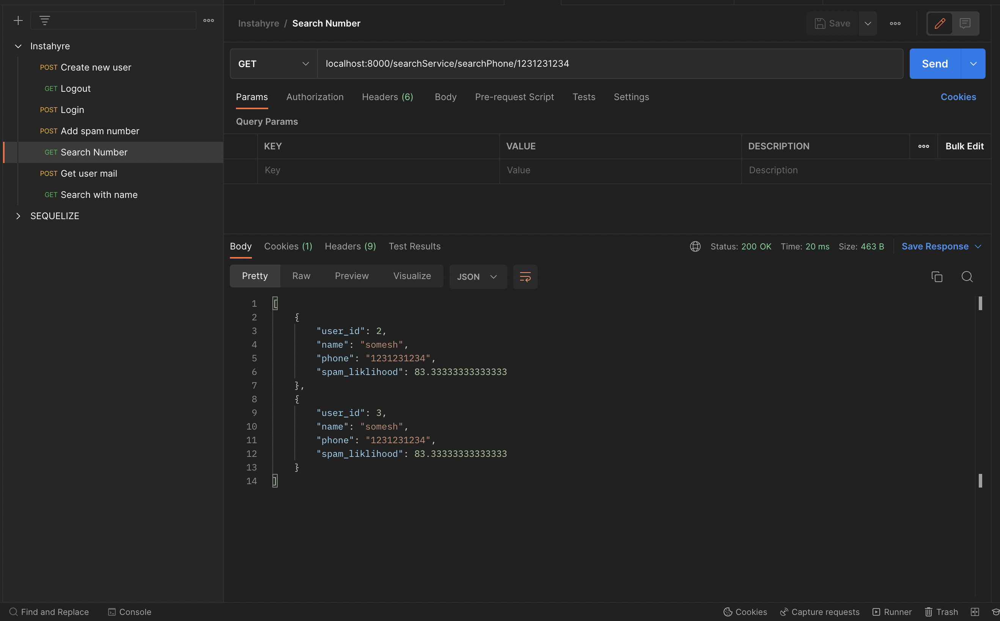 Instahyre
POST Create new user
GET Logout
POST Login
POST Add spam number
GET Search Number
POST Get user mail
GET Search with name
SEQUELIZE
Instahyre / Search Number
Save
GET localhost:8000/searchService/searchPhone/1231231234 Send
Params Authorization Headers (6) Body Pre-request Script Tests Settings Cookies
Query Params
KEY VALUE DESCRIPTION Bulk Edit
Key Value Description
Body Cookies (1) Headers (9) Test Results Status: 200 OK Time: 20 ms Size: 463 B Save Response
Pretty Raw Preview Visualize JSON
1 [
2 {
3 "user_id": 2,
4 "name": "somesh",
5 "phone": "1231231234",
6 "spam_liklihood": 83.33333333333333
7 },
8 {
9 "user_id": 3,
10 "name": "somesh",
11 "phone": "1231231234",
12 "spam_liklihood": 83.33333333333333
13 }
14 ]
Find and Replace Console Cookies Capture requests Runner Trash